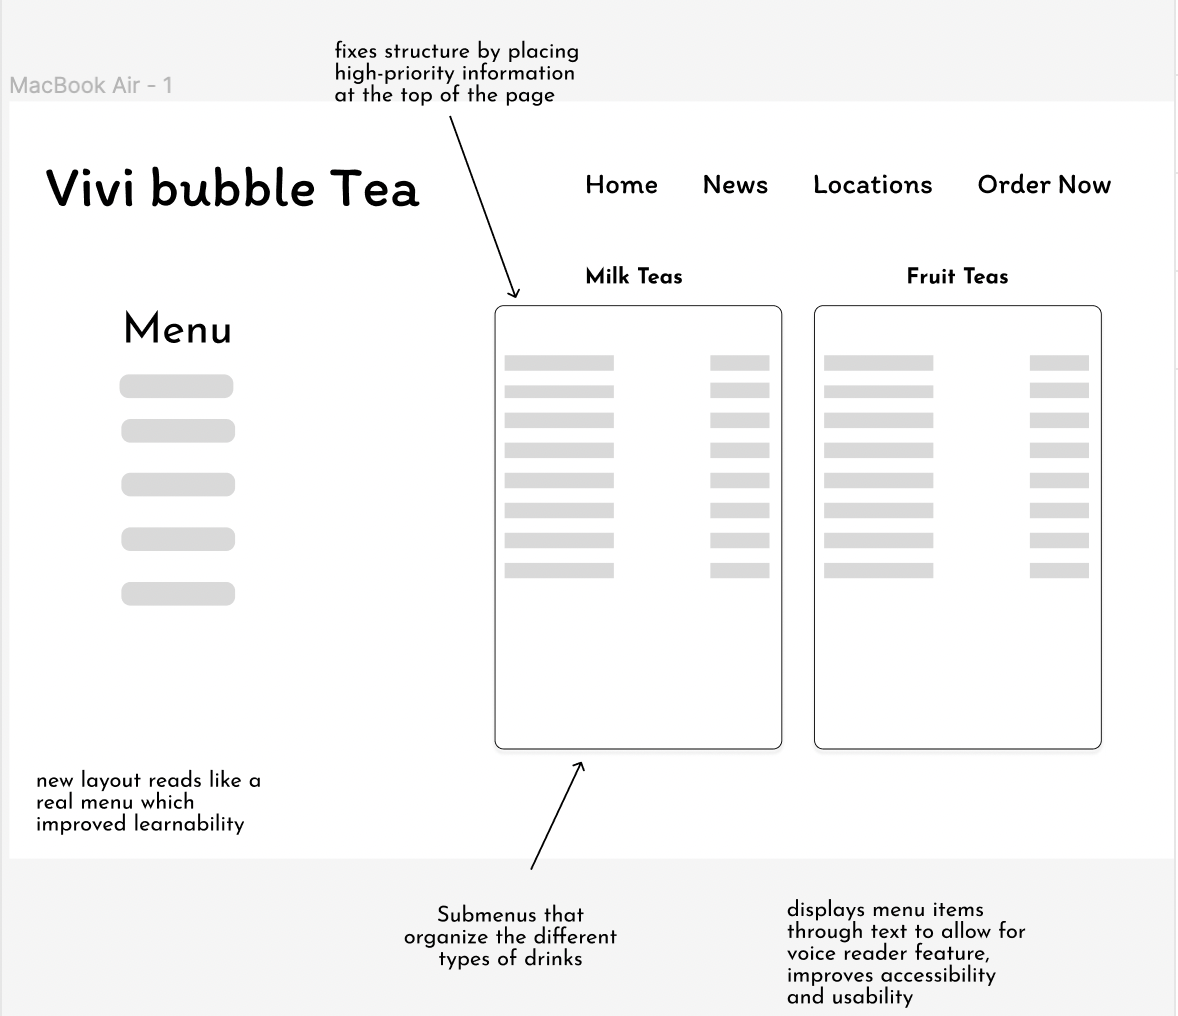 fixes structure by placing
high-priority information
at the top of the page
MacBook Air - 1
Vivi bubble Tea
Home News Locations Order Now
Milk Teas
Fruit Teas
Menu
new layout reads like a
real menu which
improved learnability
Submenus that
organize the different
types of drinks
displays menu items
through text to allow for
voice reader feature,
improves accessibility
and usability